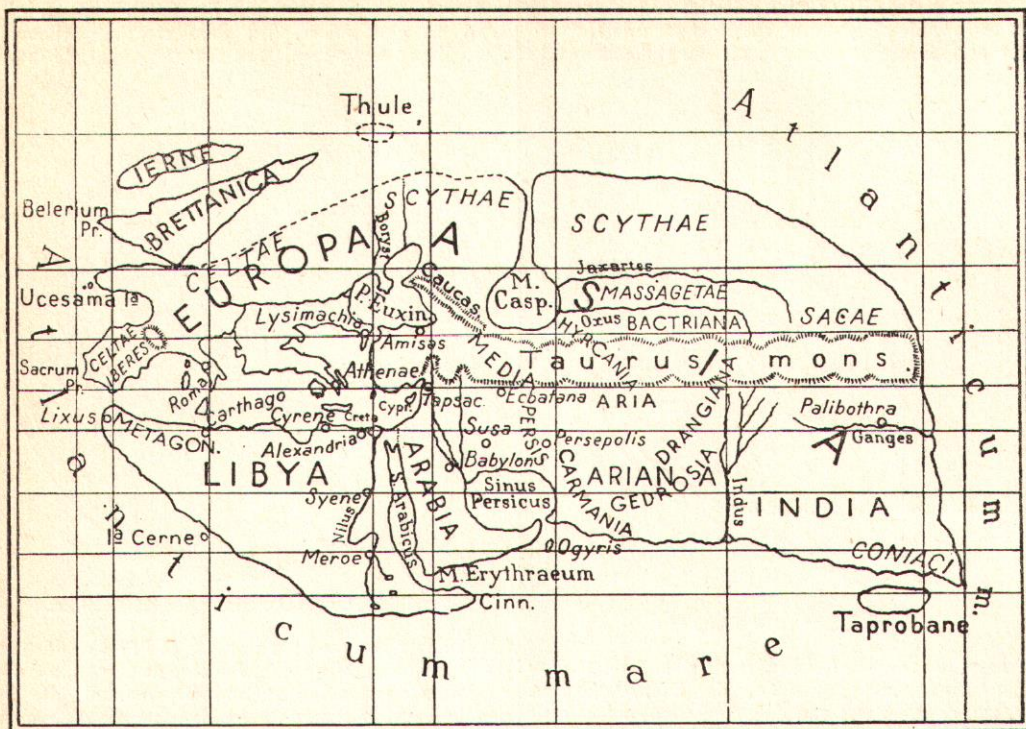 Thule,
Atlanticum
IERNE
BRETTANICA
Belerium
Pr.
SCYTHAE
SCYTHAE
CELTAE
EUROPA
Boryst
Ucesama Iᵃ
Caucas.
M.
Casp.
Jaxartes
MASSAGETAE
P. Euxin.
Lysimachia
Amisas
Oxus
BACTRIANA
SACAE
HYRCANIA
CELTAE
IBERES
MEDIA
Taurus mons
Sacrum
Pr.
Athenae
Roma
Carthago
Cyrene
Creta
Cypr.
Tapsac.
Ecbatana
ARIA
DRANGIANA
Palibothra
Ganges
Lixus
METAGON.
Alexandria
Susa
PERSIS
Persepolis
Babylon
LIBYA
ARABIA
CARMANIA
ARIANA
GEDROSIA
ASIA
Sinus
Persicus
Syene
Nilus
S. Arabicus
Indus
INDIA
Iᵃ Cerne
Meroe
Ogyris
CONIACI
M. Erythraeum
Cinn.
Taprobane
Atlanticum mare
m.